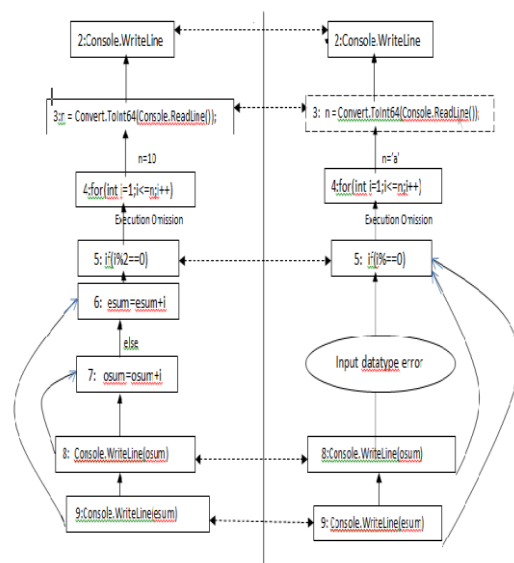 2:Console.WriteLine
3:n = Convert.ToInt64(Console.ReadLine());
n=10
4:for(int i=1;i<=n;i++)
Execution Omission
5: if(i%2==0)
6: esum=esum+i
else
7: osum=osum+i
8: Console.WriteLine(osum)
9:Console.WriteLine(esum)
2:Console.WriteLine
3: n = Convert.ToInt64(Console.ReadLine());
n='a'
4:for(int i=1;i<=n;i++)
Execution Omission
5: if(i%==0)
Input datatype error
8:Console.WriteLine(osum)
9: Console.WriteLine(esum)